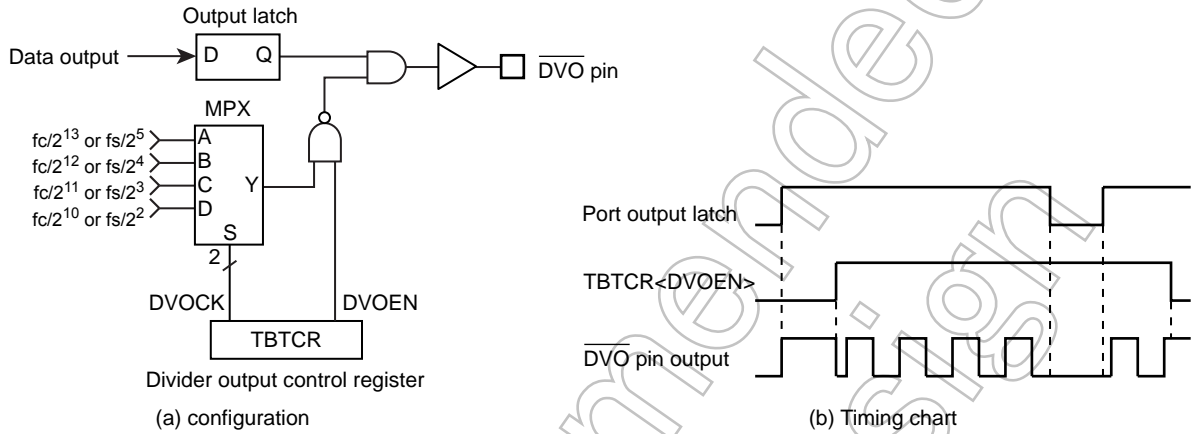 Output latch
Data output
D Q
DVO pin
MPX
fc/2^13 or fs/2^5
fc/2^12 or fs/2^4
fc/2^11 or fs/2^3
fc/2^10 or fs/2^2
A
B
C
D
Y
S
2
DVOCK
DVOEN
TBTCR
Divider output control register
(a) configuration
Port output latch
TBTCR<DVOEN>
DVO pin output
(b) Timing chart